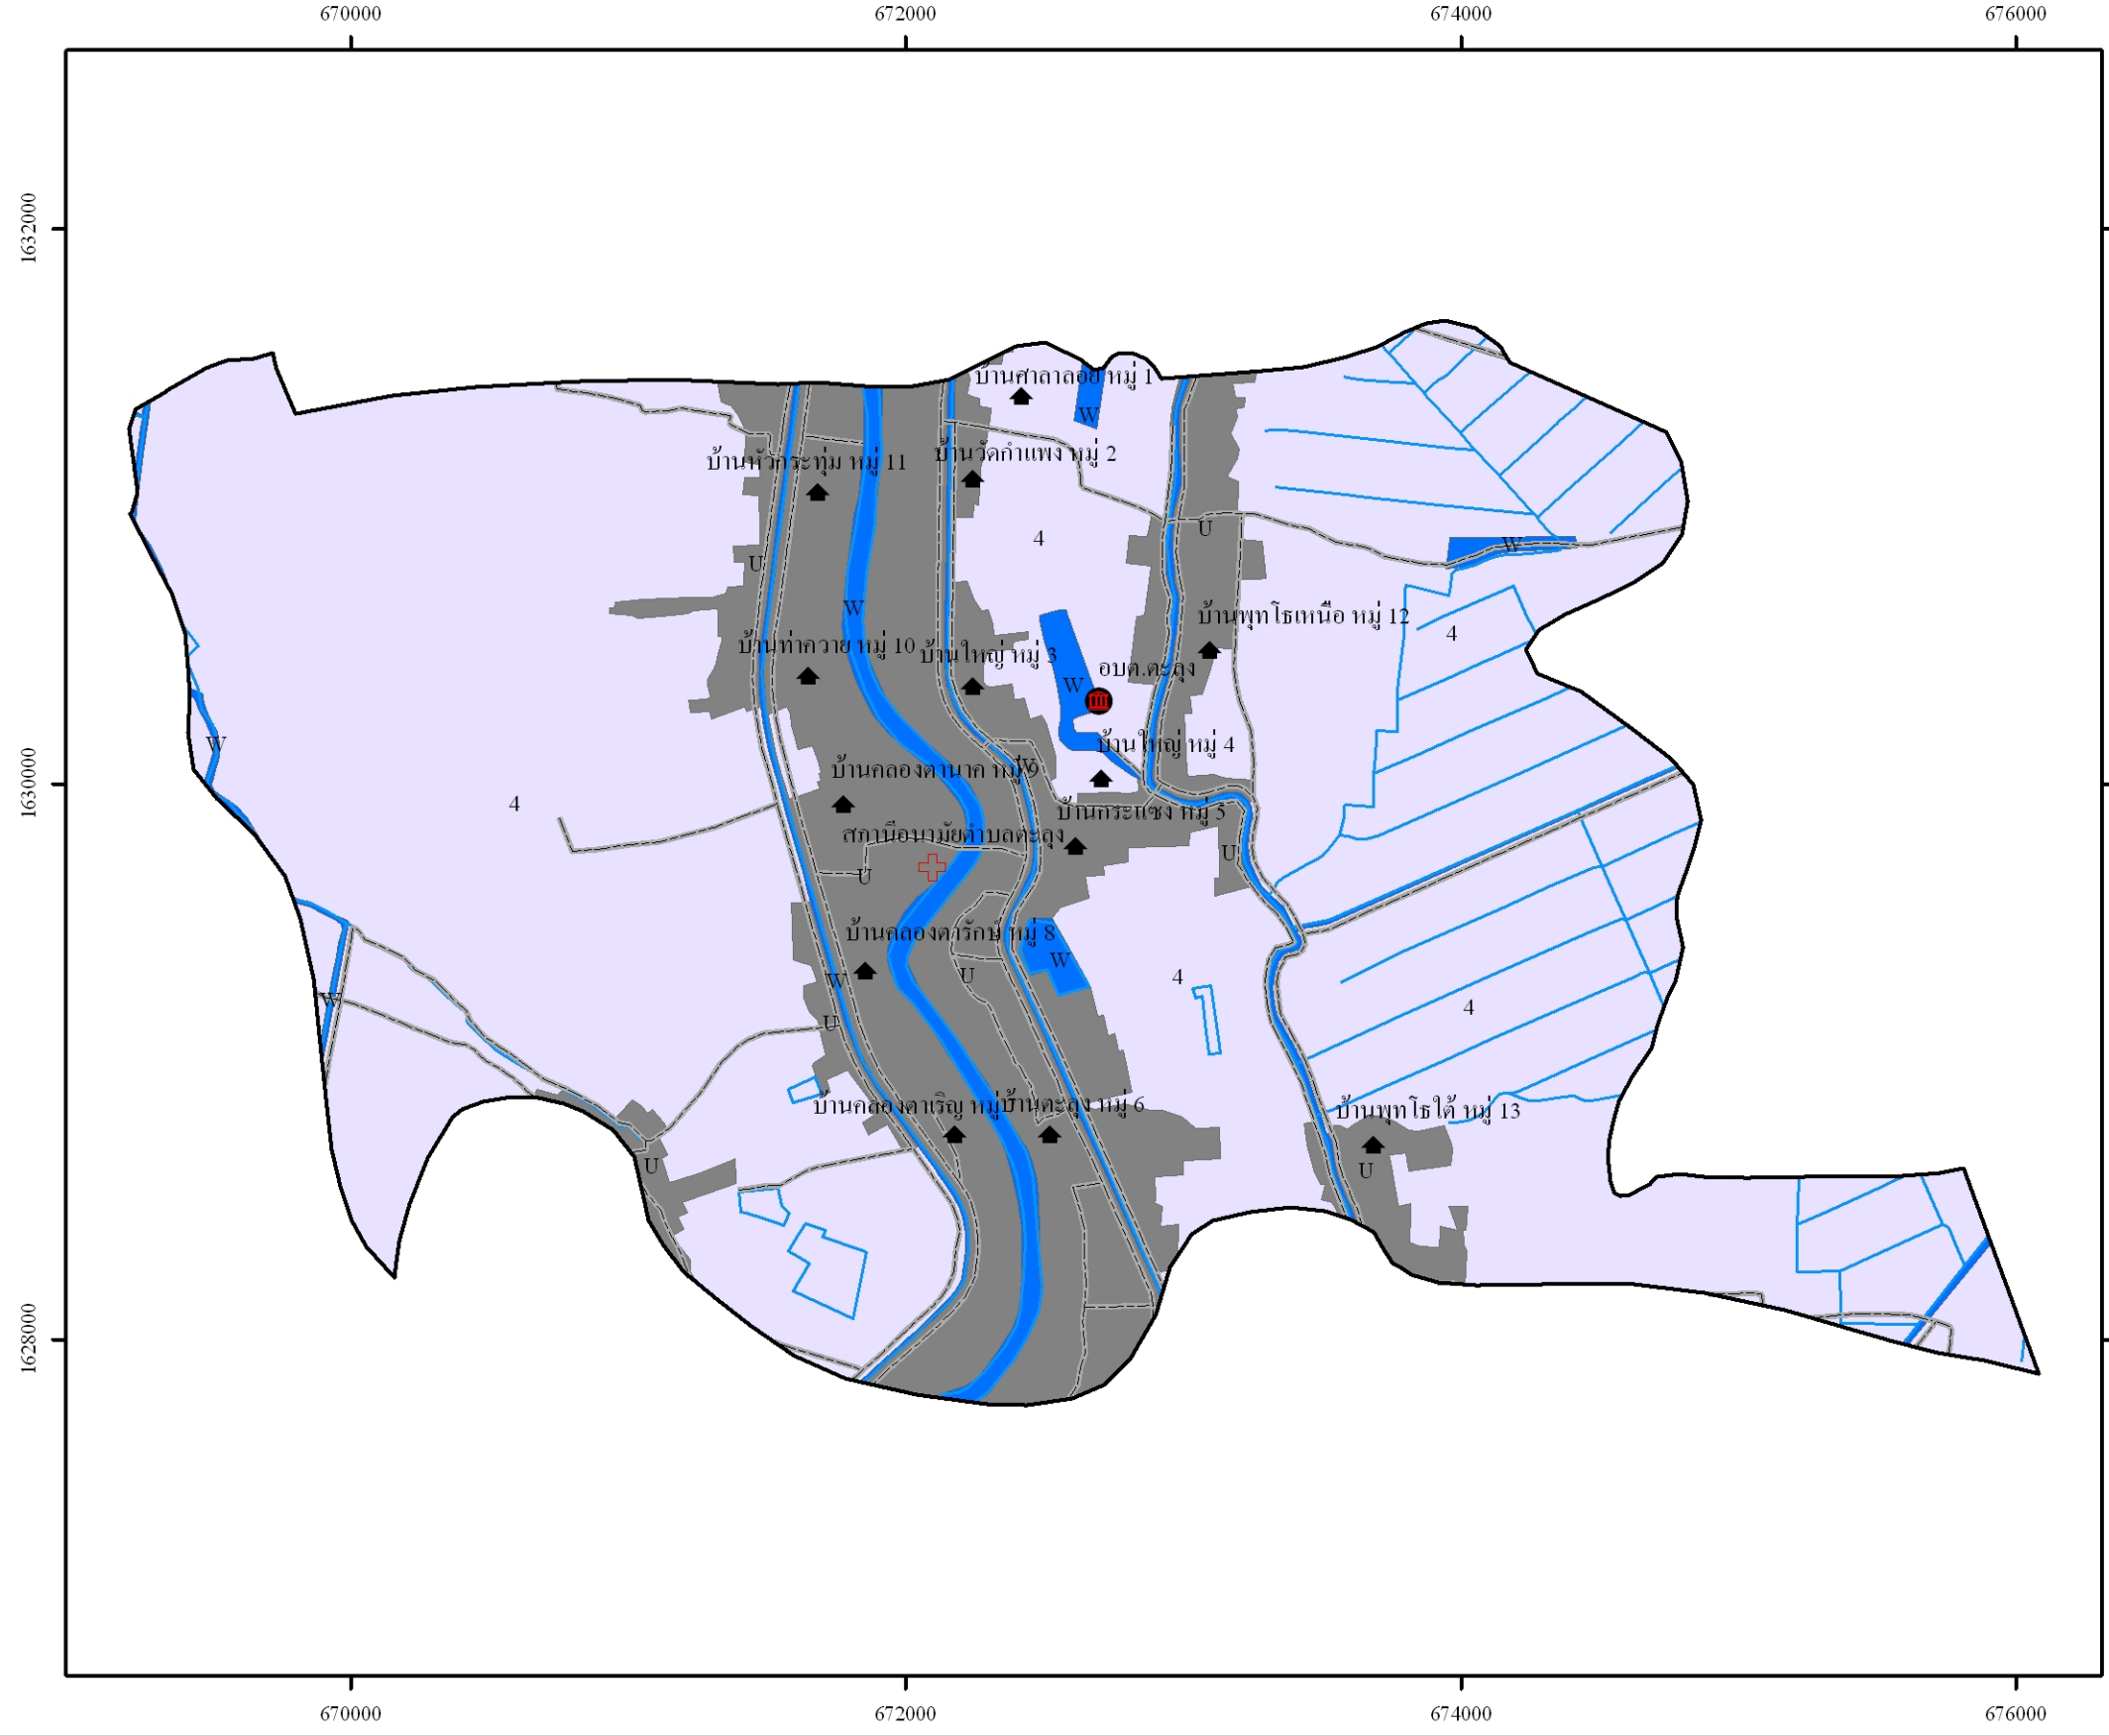 670000 672000 674000 676000
1632000
บ้านศาลาลอย หมู่ 1
W
บ้านหัวกระทุ่ม หมู่ 11
บ้านวัดกำแพง หมู่ 2
U
4
W
U
W
บ้านพุทโธเหนือ หมู่ 12
4
บ้านท่าควาย หมู่ 10
บ้านใหญ่ หมู่ 3
อบต.ตะลุง
W
W
บ้านใหญ่ หมู่ 4
1630000
บ้านคลองตานาค หมู่ 9
W
4
บ้านกระแซง หมู่ 5
สถานีอนามัยตำบลตะลุง
U
U
บ้านคลองตารักษ์ หมู่ 8
W
4
U
W
W
4
U
บ้านคลองตาเริญ หมู่
บ้านตะลุง หมู่ 6
บ้านพุทโธใต้ หมู่ 13
U
U
1628000
670000 672000 674000 676000